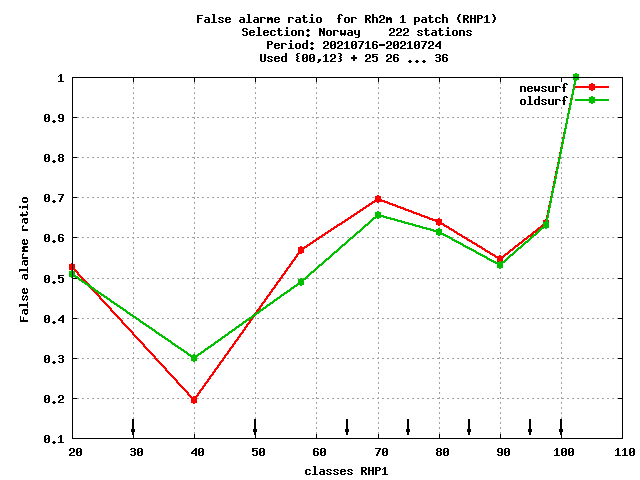 False alarme ratio  for Rh2m 1 patch (RHP1)
Selection: Norway    222 stations
Period: 20210716-20210724
Used {00,12} + 25 26 ... 36
newsurf
oldsurf
1
0.9
0.8
0.7
0.6
0.5
0.4
0.3
0.2
0.1
False alarme ratio
20 30 40 50 60 70 80 90 100 110
classes RHP1